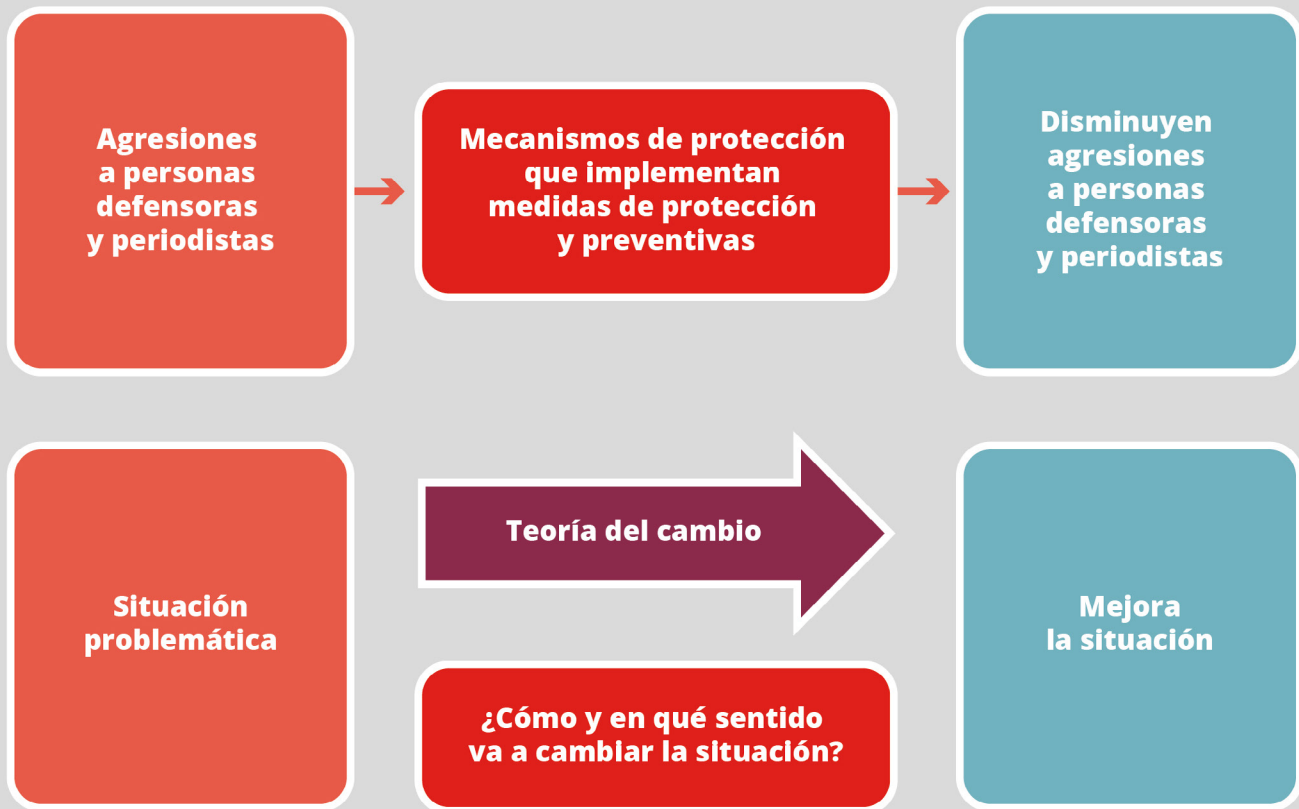 Agresiones
a personas
defensoras
y periodistas
Mecanismos de protección
que implementan
medidas de protección
y preventivas
Disminuyen
agresiones
a personas
defensoras
y periodistas
Situación
problemática
Teoría del cambio
¿Cómo y en qué sentido
va a cambiar la situación?
Mejora
la situación